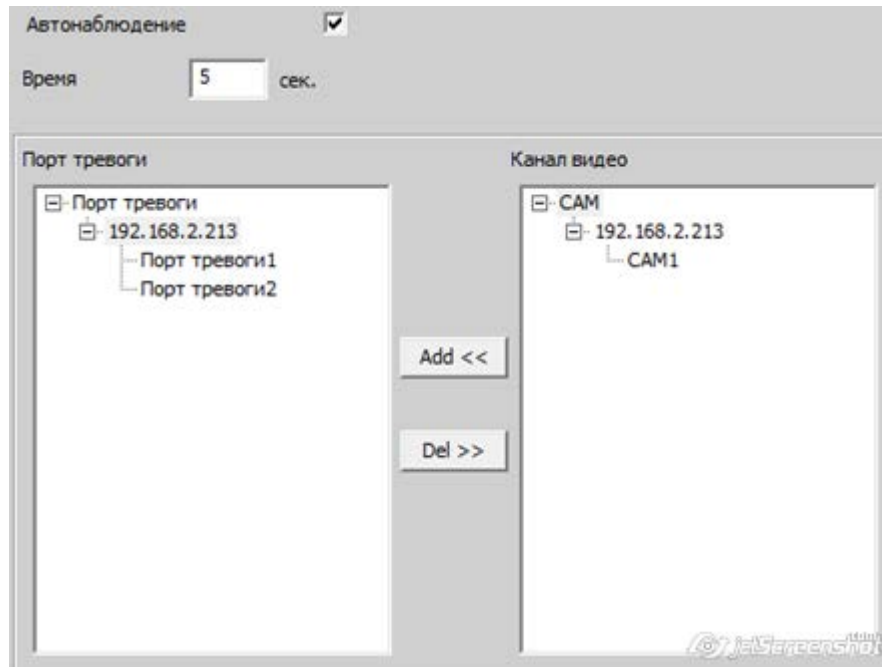 Автонаблюдение
Время 5 сек.
Порт тревоги
Порт тревоги
192.168.2.213
Порт тревоги1
Порт тревоги2
Add <<
Del >>
Канал видео
CAM
192.168.2.213
CAM1
jetScreenshot